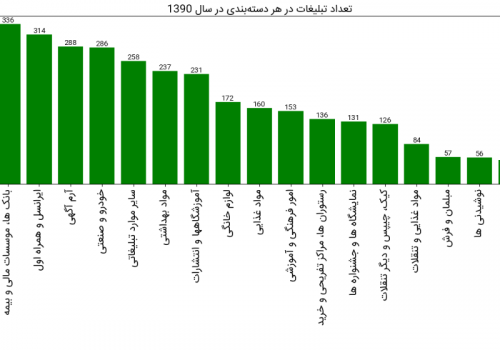 تعداد تبلیغات در هر دسته‌بندی در سال 1390
336
314
288
286
258
237
231
172
160
153
136
131
126
84
57
56
بانک ها، موسسات مالی و بیمه
ایرانسل و همراه اول
آرم آگهی
خودرو و صنعتی
سایر موارد تبلیغاتی
مواد بهداشتی
آموزشگاهها و انتشارات
لوازم خانگی
مواد غذایی
امور فرهنگی و آموزشی
رستوران ها، مراکز تفریحی و خرید
نمایشگاه ها و جشنواره ها
کیک، چیپس و دیگر تنقلات
مواد غذایی و تنقلات
مبلمان و فرش
نوشیدنی ها